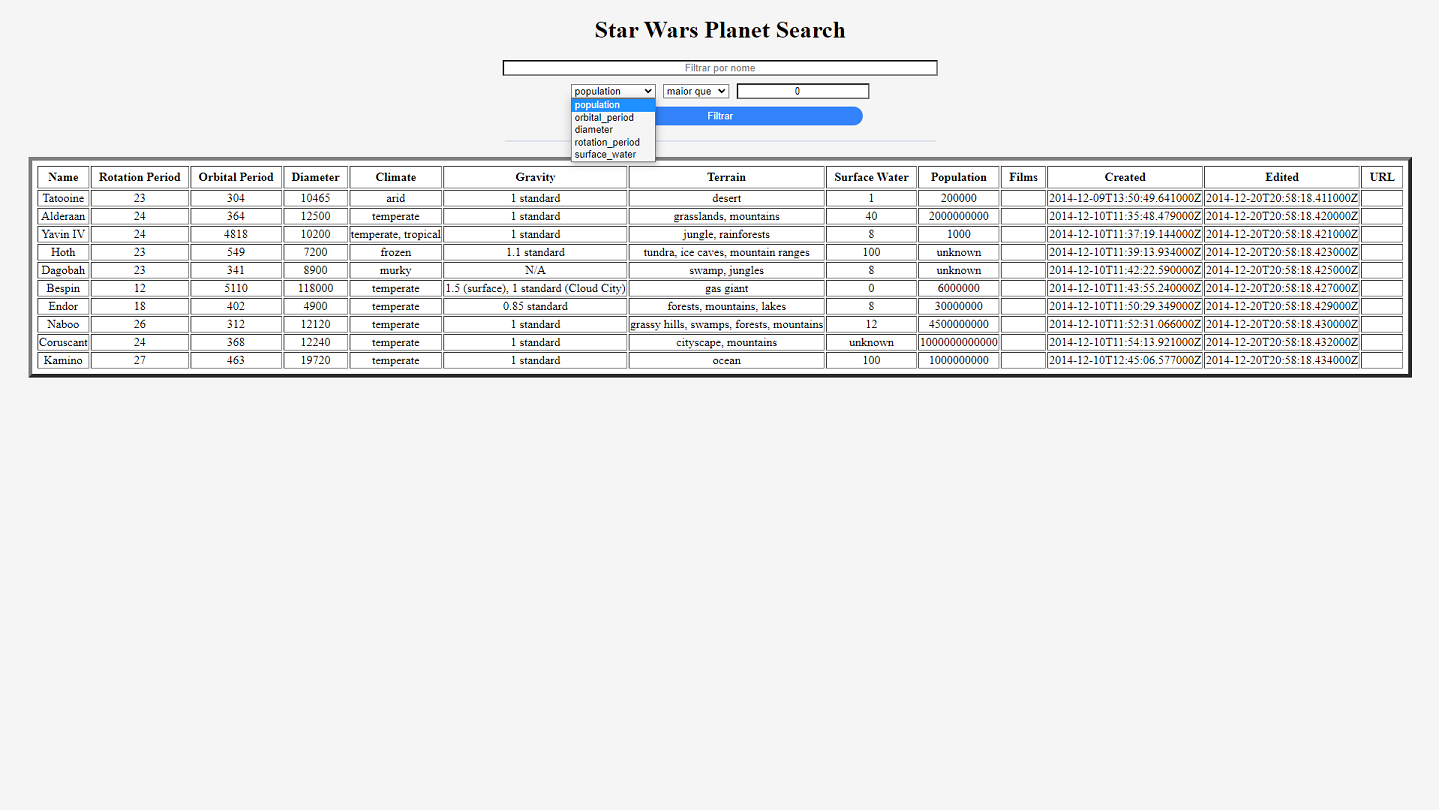 Star Wars Planet Search
Filtrar por nome
population maior que 0
population
Filtrar
orbital_period
diameter
rotation_period
surface_water
Name Rotation Period Orbital Period Diameter Climate Gravity Terrain Surface Water Population Films Created Edited URL
Tatooine 23 304 10465 arid 1 standard desert 1 200000 2014-12-09T13:50:49.641000Z 2014-12-20T20:58:18.411000Z
Alderaan 24 364 12500 temperate 1 standard grasslands, mountains 40 2000000000 2014-12-10T11:35:48.479000Z 2014-12-20T20:58:18.420000Z
Yavin IV 24 4818 10200 temperate, tropical 1 standard jungle, rainforests 8 1000 2014-12-10T11:37:19.144000Z 2014-12-20T20:58:18.421000Z
Hoth 23 549 7200 frozen 1.1 standard tundra, ice caves, mountain ranges 100 unknown 2014-12-10T11:39:13.934000Z 2014-12-20T20:58:18.423000Z
Dagobah 23 341 8900 murky N/A swamp, jungles 8 unknown 2014-12-10T11:42:22.590000Z 2014-12-20T20:58:18.425000Z
Bespin 12 5110 118000 temperate 1.5 (surface), 1 standard (Cloud City) gas giant 0 6000000 2014-12-10T11:43:55.240000Z 2014-12-20T20:58:18.427000Z
Endor 18 402 4900 temperate 0.85 standard forests, mountains, lakes 8 30000000 2014-12-10T11:50:29.349000Z 2014-12-20T20:58:18.429000Z
Naboo 26 312 12120 temperate 1 standard grassy hills, swamps, forests, mountains 12 4500000000 2014-12-10T11:52:31.066000Z 2014-12-20T20:58:18.430000Z
Coruscant 24 368 12240 temperate 1 standard cityscape, mountains unknown 1000000000000 2014-12-10T11:54:13.921000Z 2014-12-20T20:58:18.432000Z
Kamino 27 463 19720 temperate 1 standard ocean 100 1000000000 2014-12-10T12:45:06.577000Z 2014-12-20T20:58:18.434000Z